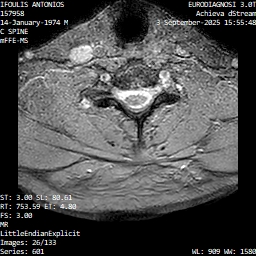 IFOULIS ANTONIOS
157958
14-January-1974 M
C SPINE
mFFE-MS
EURODIAGNOSI 3.0T
Achieva dStream
3-September-2025 15:55:48
ST: 3.00 SL: 80.61
RT: 753.59 ET: 4.80
FS: 3.00
MR
LittleEndianExplicit
Images: 26/133
Series: 601
WL: 909 WW: 1580